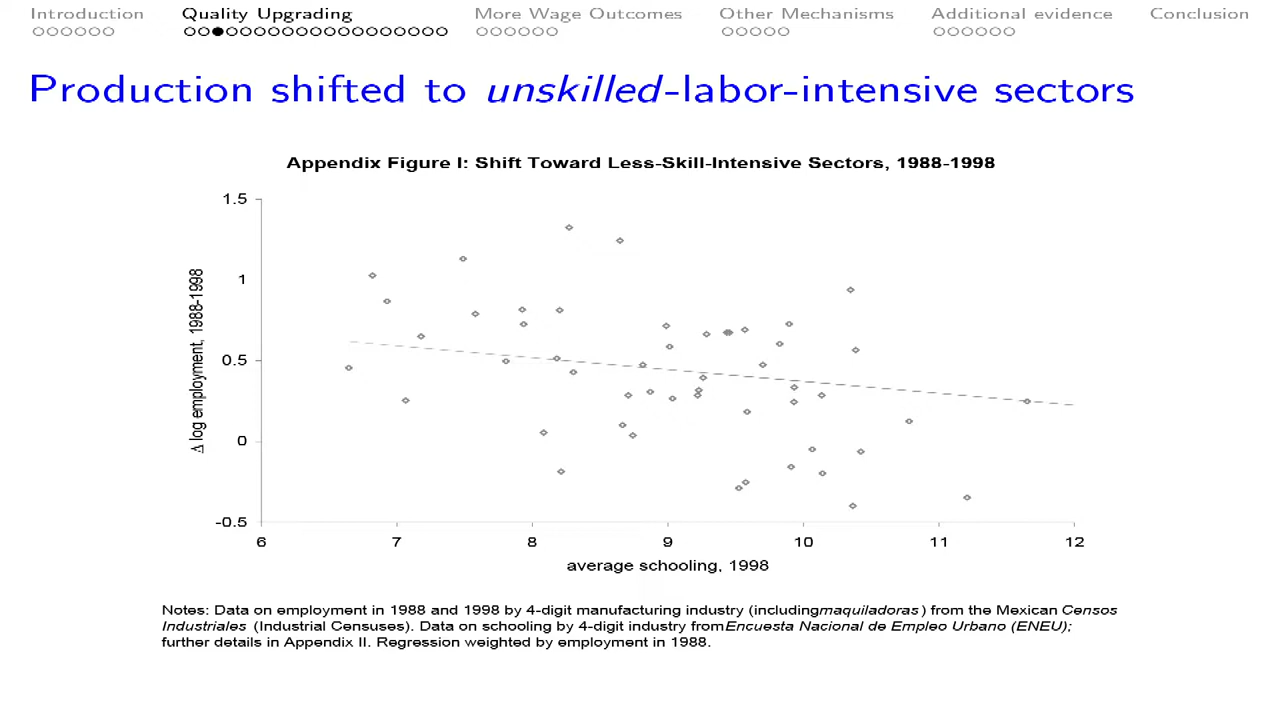 Introduction Quality Upgrading More Wage Outcomes Other Mechanisms Additional evidence Conclusion
Production shifted to unskilled-labor-intensive sectors
Appendix Figure I: Shift Toward Less-Skill-Intensive Sectors, 1988-1998
1.5
1
0.5
0
-0.5
Δ log employment, 1988-1998
6 7 8 9 10 11 12
average schooling, 1998
Notes: Data on employment in 1988 and 1998 by 4-digit manufacturing industry (includingmaquiladoras ) from the Mexican Censos
Industriales (Industrial Censuses). Data on schooling by 4-digit industry fromEncuesta Nacional de Empleo Urbano (ENEU);
further details in Appendix II. Regression weighted by employment in 1988.